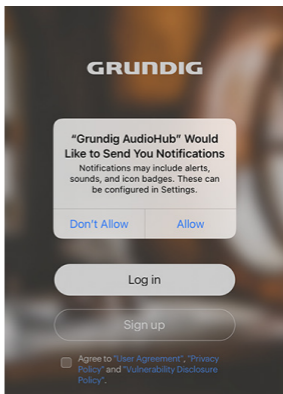 GRUNDIG
“Grundig AudioHub” Would
Like to Send You Notifications
Notifications may include alerts,
sounds, and icon badges. These can
be configured in Settings.
Don’t Allow
Allow
Log in
Sign up
Agree to "User Agreement", "Privacy
Policy" and "Vulnerability Disclosure
Policy".